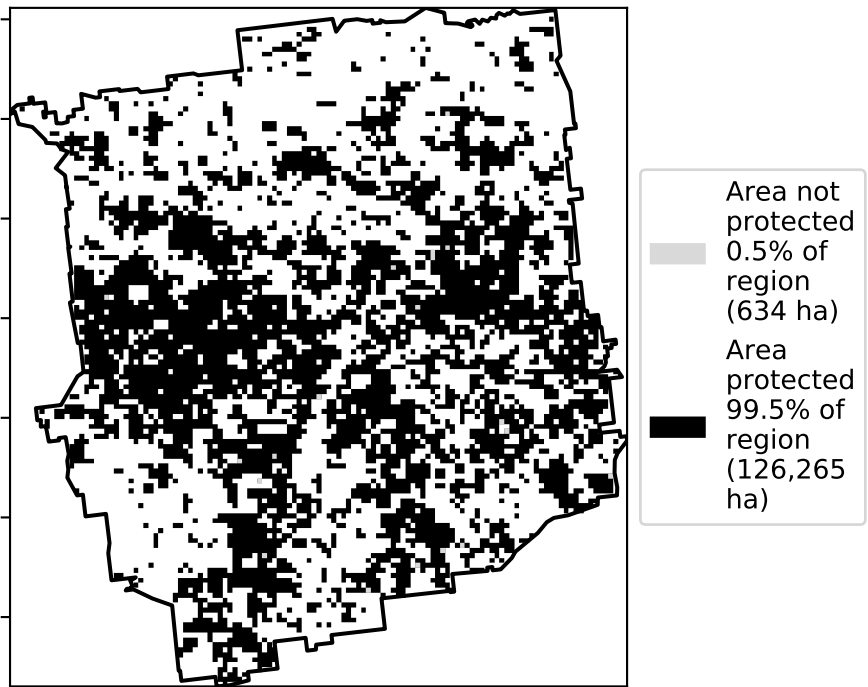 Area not
protected
0.5% of
region
(634 ha)
Area
protected
99.5% of
region
(126,265
ha)